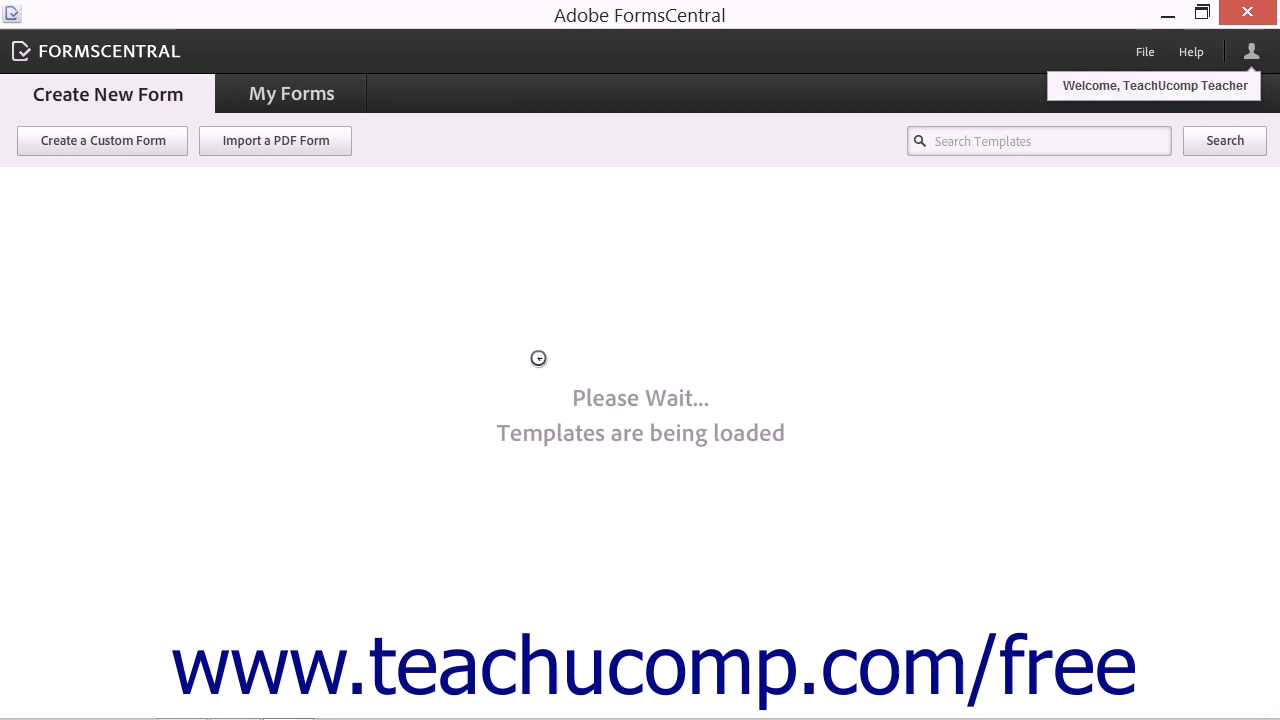 Adobe FormsCentral
FORMSCENTRAL
File Help
Create New Form My Forms
Welcome, TeachUcomp Teacher
Create a Custom Form Import a PDF Form Search Templates Search
Please Wait...
Templates are being loaded
www.teachucomp.com/free